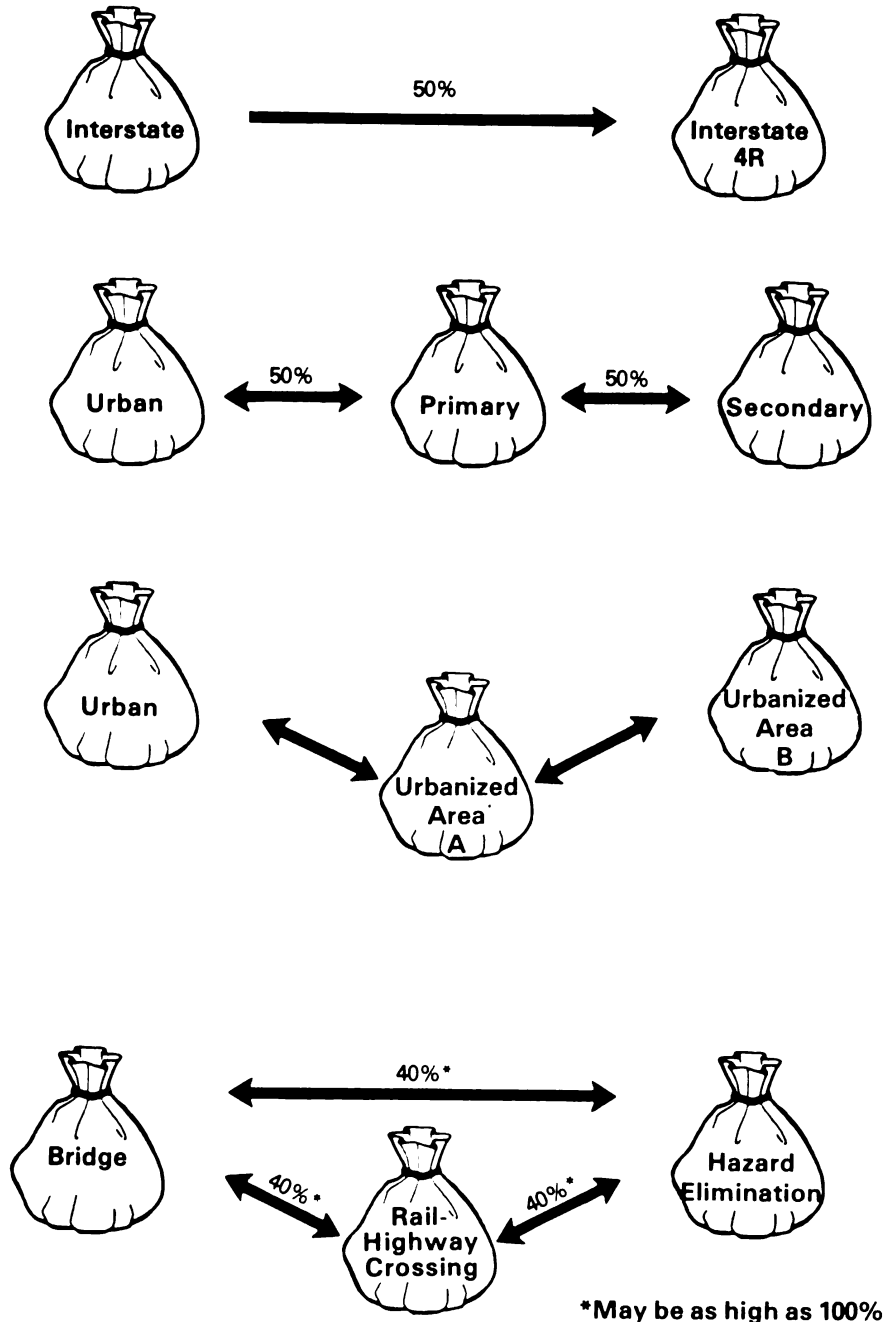 50%
Interstate
Interstate
4R
50%
50%
Urban
Primary
Secondary
Urban
Urbanized
Area
A
Urbanized
Area
B
40%*
Bridge
40%*
Rail-
Highway
Crossing
40%*
Hazard
Elimination
*May be as high as 100%